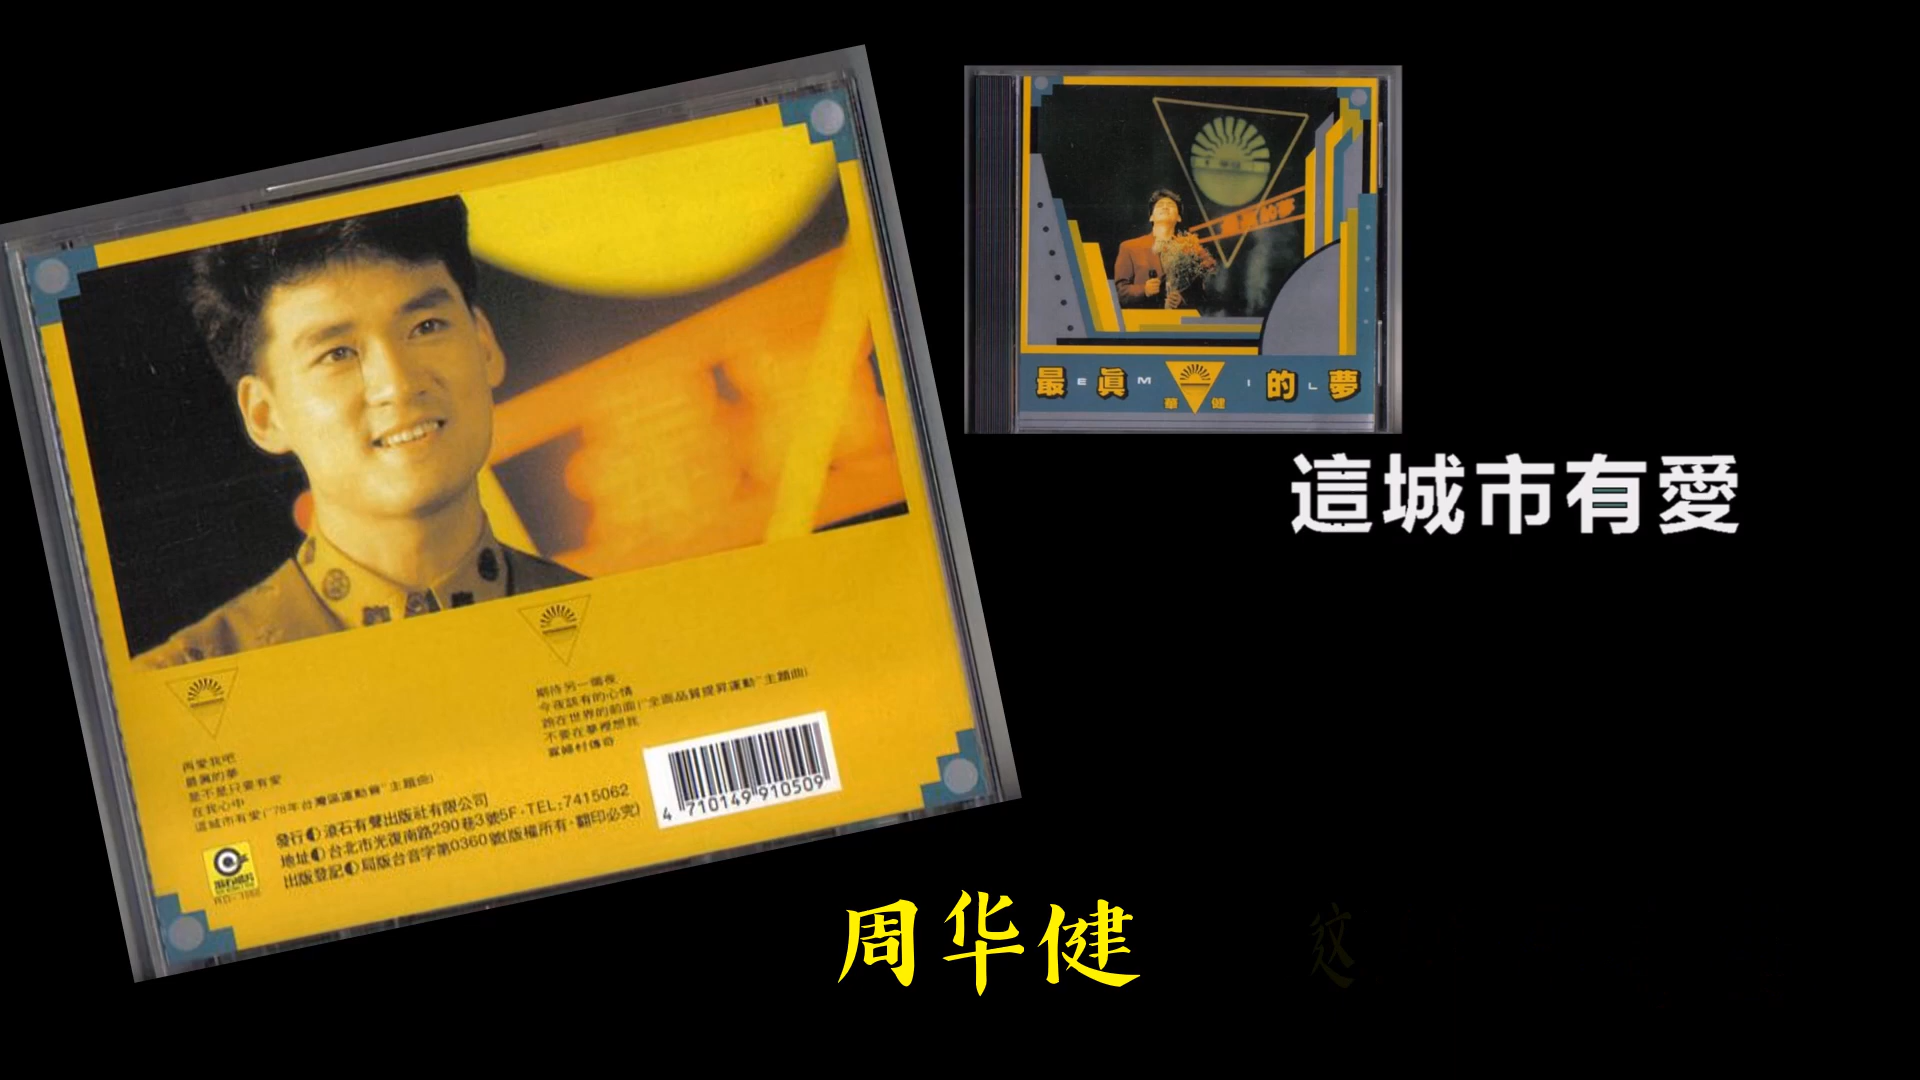 最 E 眞 M I 的 L 夢
華 健
這城市有愛
再愛我吧
最眞的夢
是不是只要有愛
在我心中
這城市有愛("78年台灣區運動會"主題曲)
期待另一個夜
今夜該有的心情
跑在世界的前面("全面品質提昇運動"主題曲)
不要在夢裡想我
霧綿村傳奇
發行 滾石有聲出版社有限公司
地址 台北市光復南路290巷3號5F·TEL:7415062
出版登記 局版台音字第0360號(版權所有·翻印必究)
4 710149 910509
周华健
这